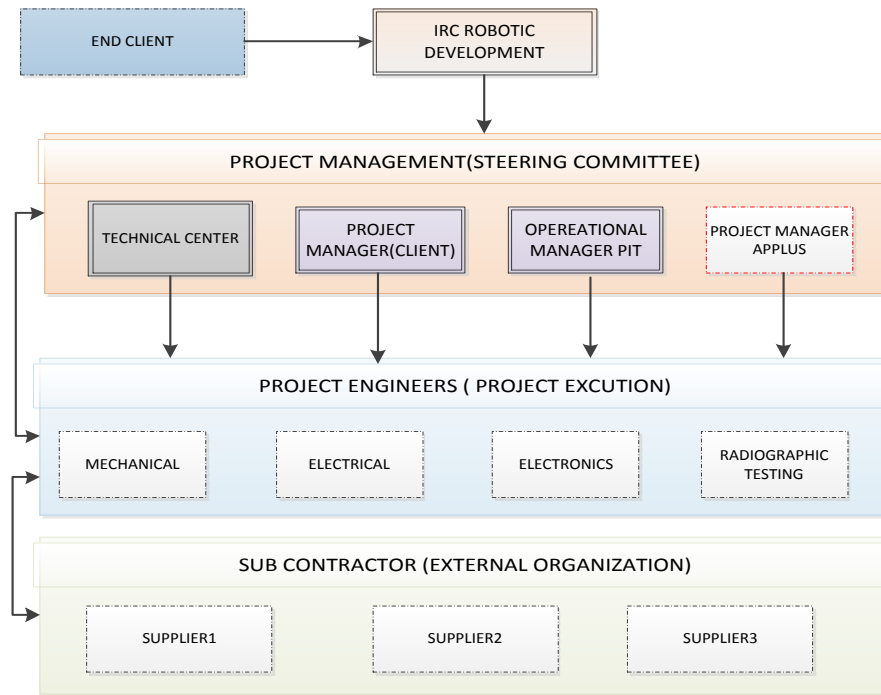 END CLIENT
IRC ROBOTIC
DEVELOPMENT
PROJECT MANAGEMENT(STEERING COMMITTEE)
TECHNICAL CENTER
PROJECT
MANAGER(CLIENT)
OPEREATIONAL
MANAGER PIT
PROJECT MANAGER
APPLUS
PROJECT ENGINEERS ( PROJECT EXCUTION)
MECHANICAL
ELECTRICAL
ELECTRONICS
RADIOGRAPHIC
TESTING
SUB CONTRACTOR (EXTERNAL ORGANIZATION)
SUPPLIER1
SUPPLIER2
SUPPLIER3